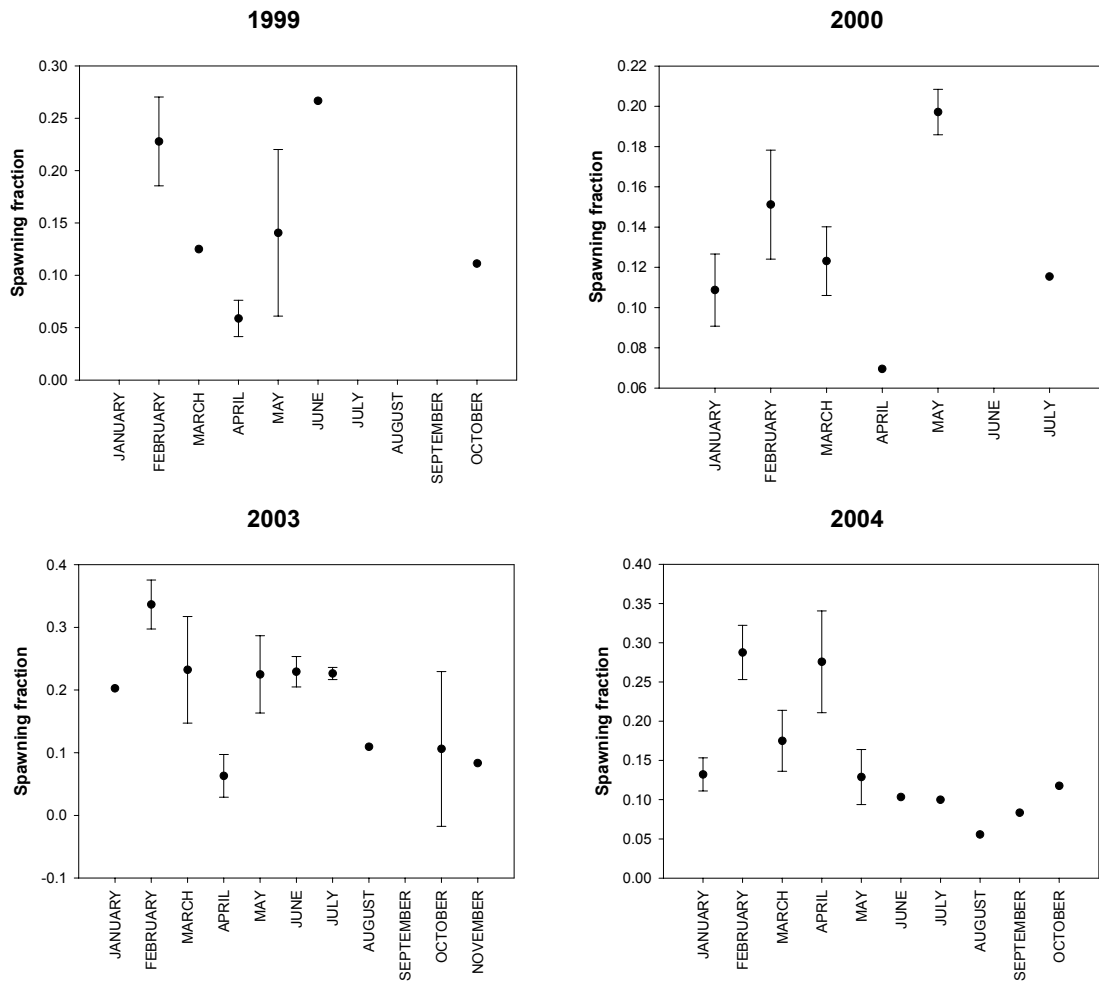 1999
Spawning fraction
0.30
0.25
0.20
0.15
0.10
0.05
0.00
JANUARY
FEBRUARY
MARCH
APRIL
MAY
JUNE
JULY
AUGUST
SEPTEMBER
OCTOBER
2000
Spawning fraction
0.22
0.20
0.18
0.16
0.14
0.12
0.10
0.08
0.06
JANUARY
FEBRUARY
MARCH
APRIL
MAY
JUNE
JULY
2003
Spawning fraction
0.4
0.3
0.2
0.1
0.0
-0.1
JANUARY
FEBRUARY
MARCH
APRIL
MAY
JUNE
JULY
AUGUST
SEPTEMBER
OCTOBER
NOVEMBER
2004
Spawning fraction
0.40
0.35
0.30
0.25
0.20
0.15
0.10
0.05
0.00
JANUARY
FEBRUARY
MARCH
APRIL
MAY
JUNE
JULY
AUGUST
SEPTEMBER
OCTOBER